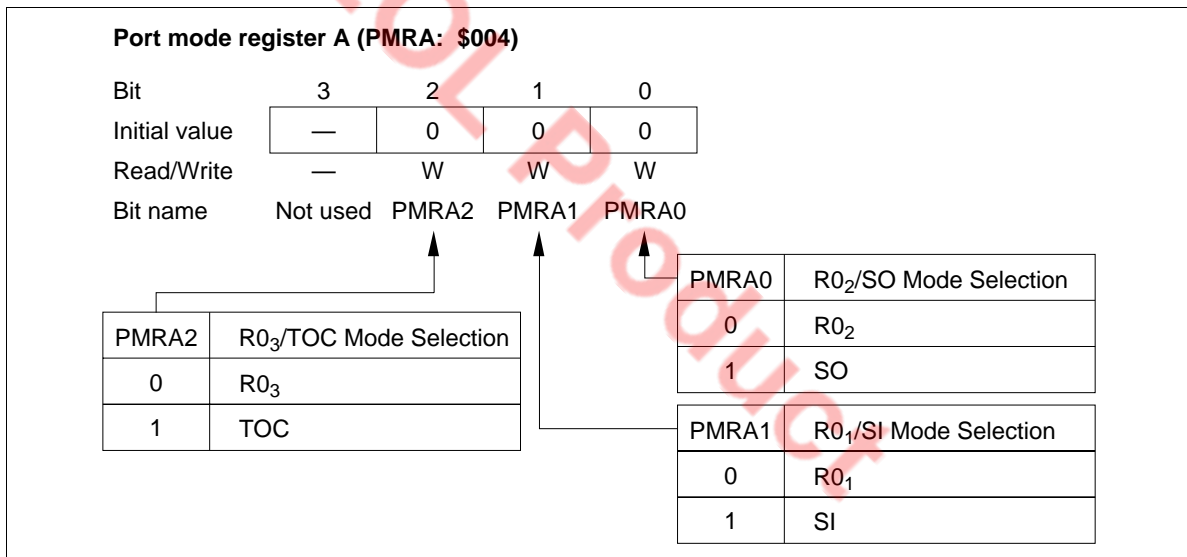 Port mode register A (PMRA: $004)
Bit 3 2 1 0
Initial value — 0 0 0
Read/Write — W W W
Bit name Not used PMRA2 PMRA1 PMRA0
PMRA2 R0₃/TOC Mode Selection
0 R0₃
1 TOC
PMRA0 R0₂/SO Mode Selection
0 R0₂
1 SO
PMRA1 R0₁/SI Mode Selection
0 R0₁
1 SI
OL Product